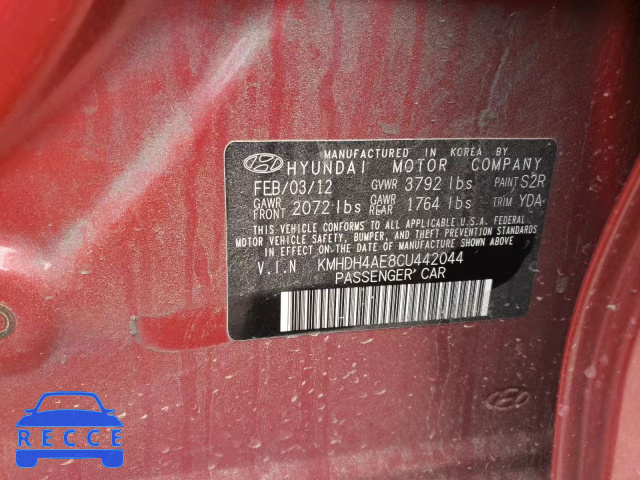 MANUFACTURED IN KOREA BY
HYUNDAI MOTOR COMPANY
FEB/03/12 GVWR 3792 lbs PAINT S2R
GAWR FRONT 2072 lbs GAWR REAR 1764 lbs TRIM YDA
THIS VEHICLE CONFORMS TO ALL APPLICABLE U.S.A. FEDERAL
MOTOR VEHICLE SAFETY, BUMPER, AND THEFT PREVENTION STANDARDS
IN EFFECT ON THE DATE OF MANUFACTURE SHOWN ABOVE.
V.I.N KMHDH4AE8CU442044
PASSENGER CAR
RECCE